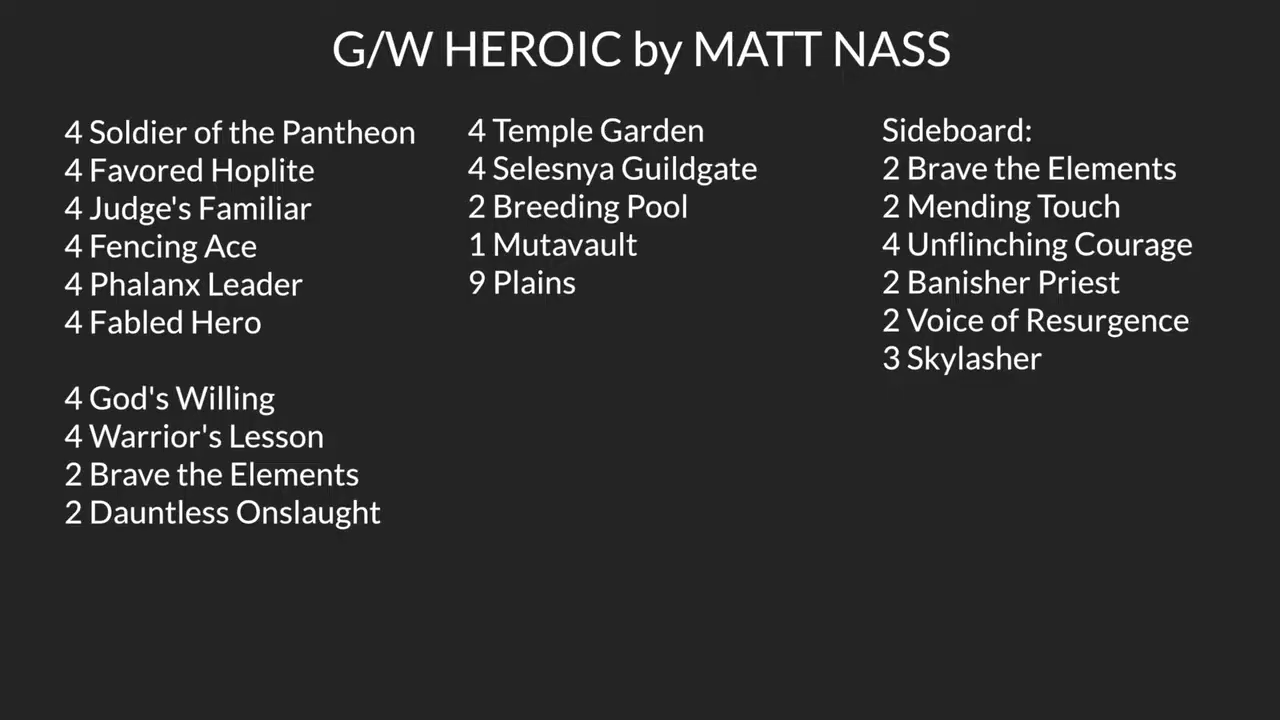 G/W HEROIC by MATT NASS
4 Soldier of the Pantheon
4 Favored Hoplite
4 Judge's Familiar
4 Fencing Ace
4 Phalanx Leader
4 Fabled Hero
4 God's Willing
4 Warrior's Lesson
2 Brave the Elements
2 Dauntless Onslaught
4 Temple Garden
4 Selesnya Guildgate
2 Breeding Pool
1 Mutavault
9 Plains
Sideboard:
2 Brave the Elements
2 Mending Touch
4 Unflinching Courage
2 Banisher Priest
2 Voice of Resurgence
3 Skylasher